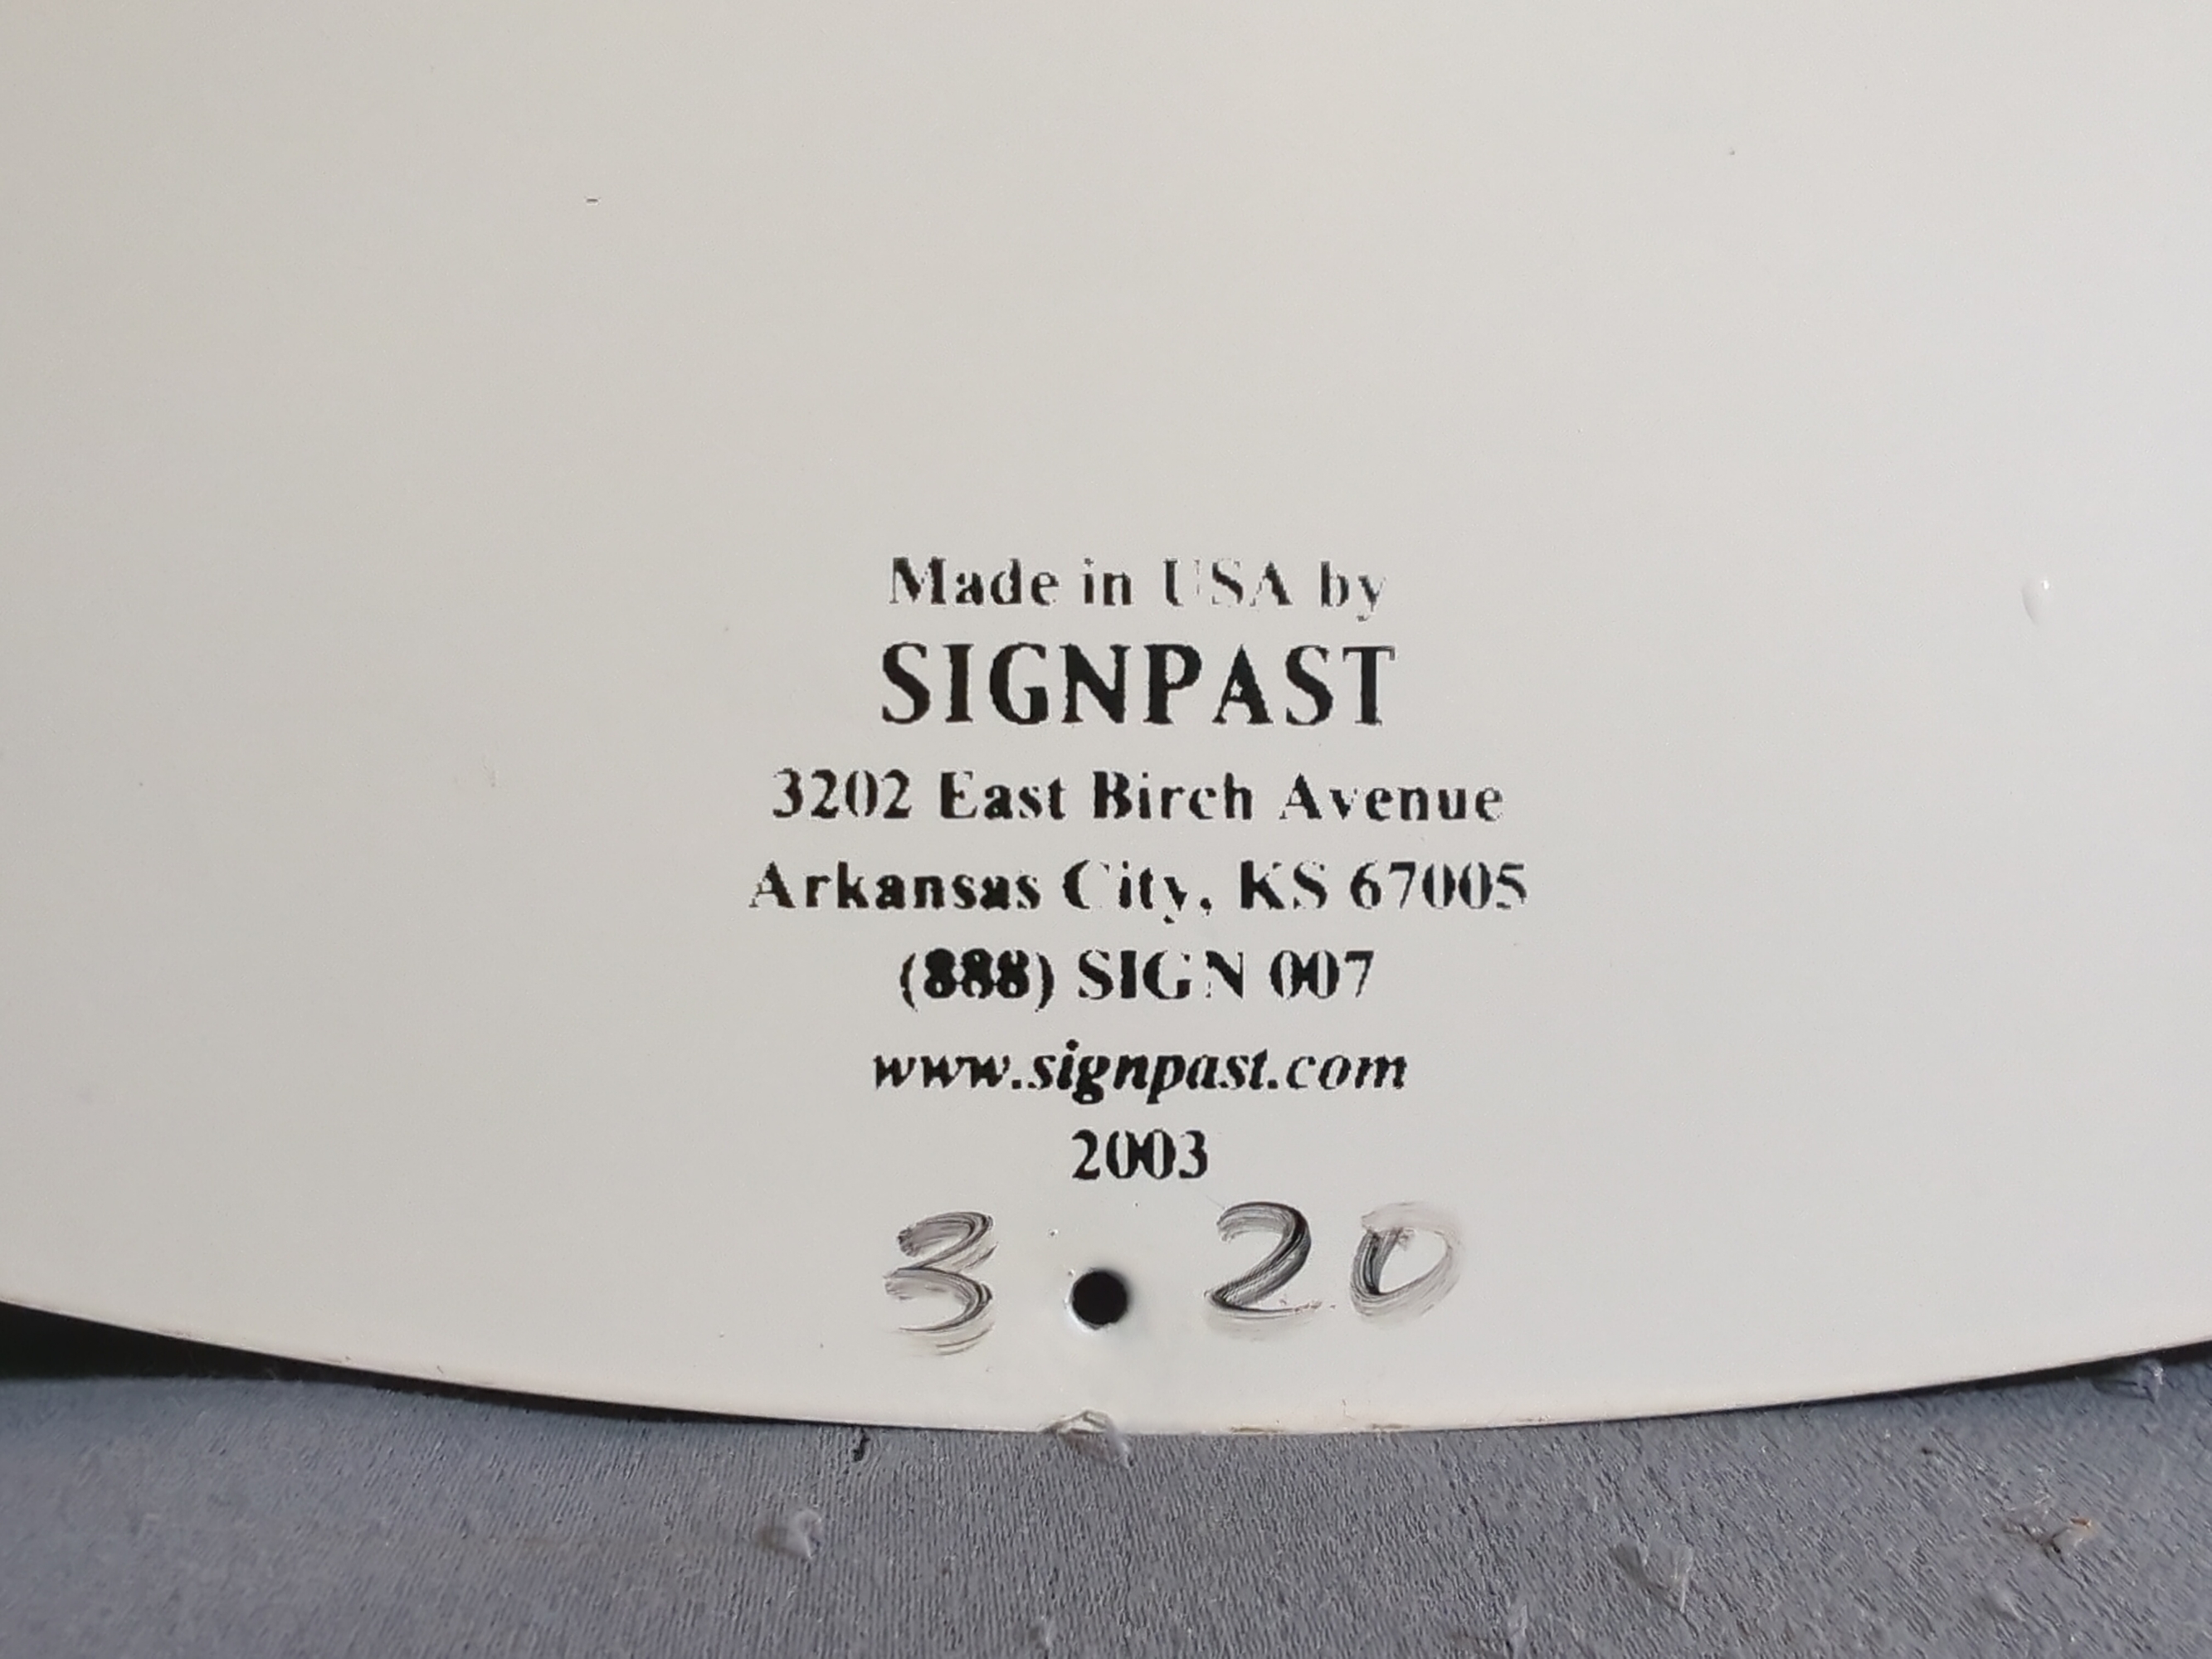 Made in USA by
SIGNPAST
3202 East Birch Avenue
Arkansas City, KS 67005
(888) SIGN 007
www.signpast.com
2003
3 20